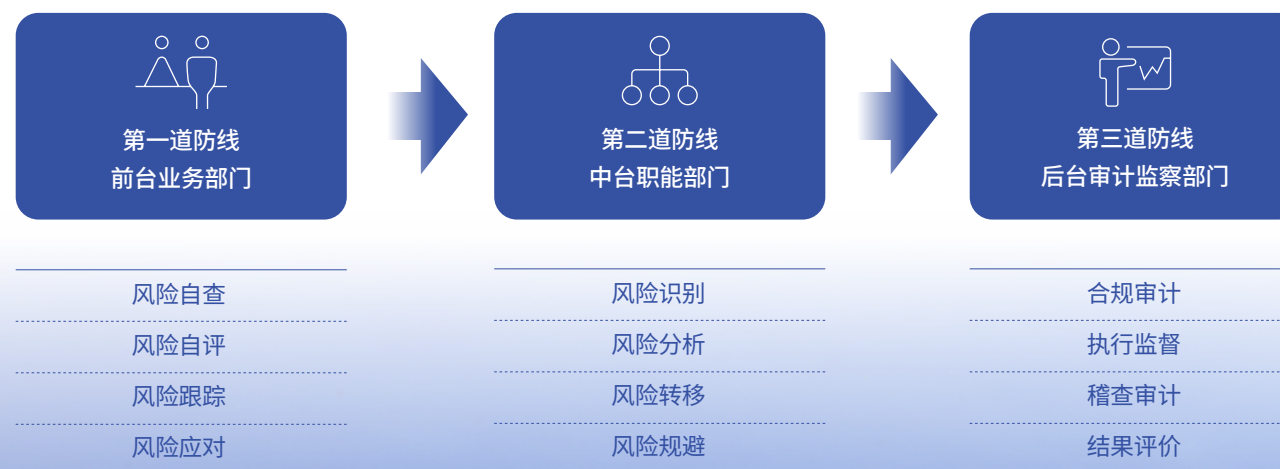 第一道防线
前台业务部门
风险自查
风险自评
风险跟踪
风险应对
第二道防线
中台职能部门
风险识别
风险分析
风险转移
风险规避
第三道防线
后台审计监察部门
合规审计
执行监督
稽查审计
结果评价